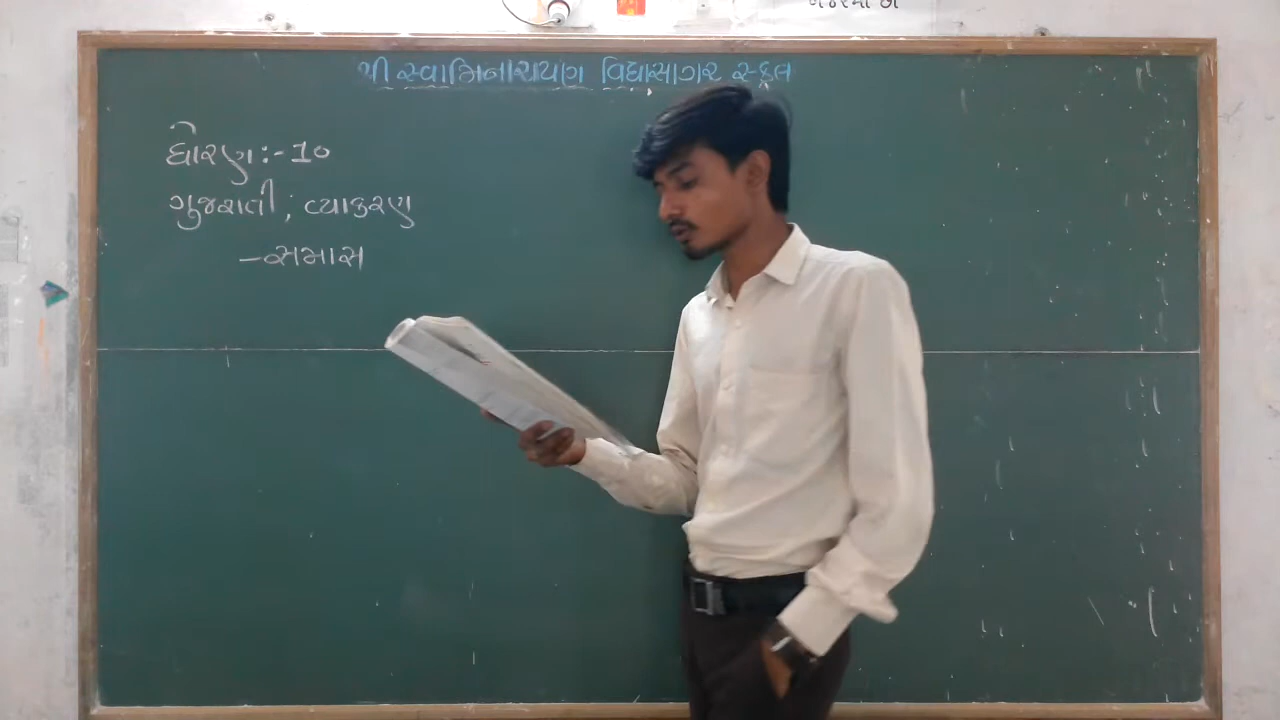 શ્રી સ્વામિનારાયણ વિદ્યાસાગર સ્કૂલ
ધોરણ:-10
ગુજરાતી; વ્યાકરણ
-સમાસ